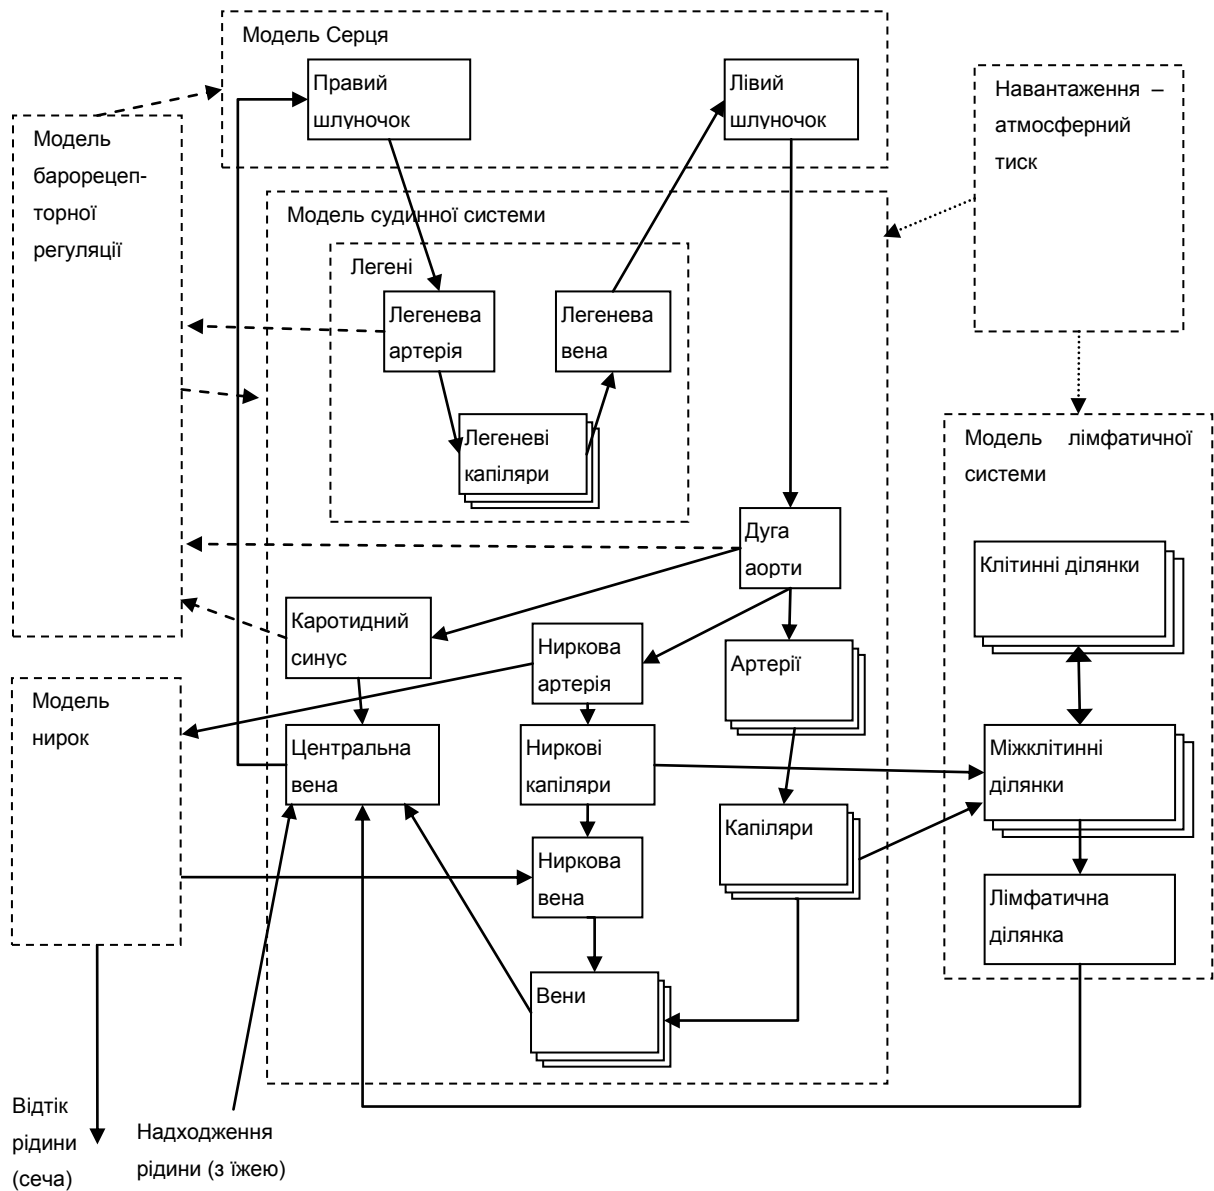 Модель Серця
Правий
шлуночок
Лівий
шлуночок
Навантаження –
атмосферний
тиск
Модель
барорецеп-
торної
регуляції
Модель судинної системи
Легені
Легенева
артерія
Легенева
вена
Легеневі
капіляри
Модель лімфатичної
системи
Дуга
аорти
Клітинні ділянки
Каротидний
синус
Ниркова
артерія
Артерії
Модель
нирок
Центральна
вена
Ниркові
капіляри
Міжклітинні
ділянки
Капіляри
Ниркова
вена
Лімфатична
ділянка
Вени
Відтік
рідини
(сеча)
Надходження
рідини (з їжею)